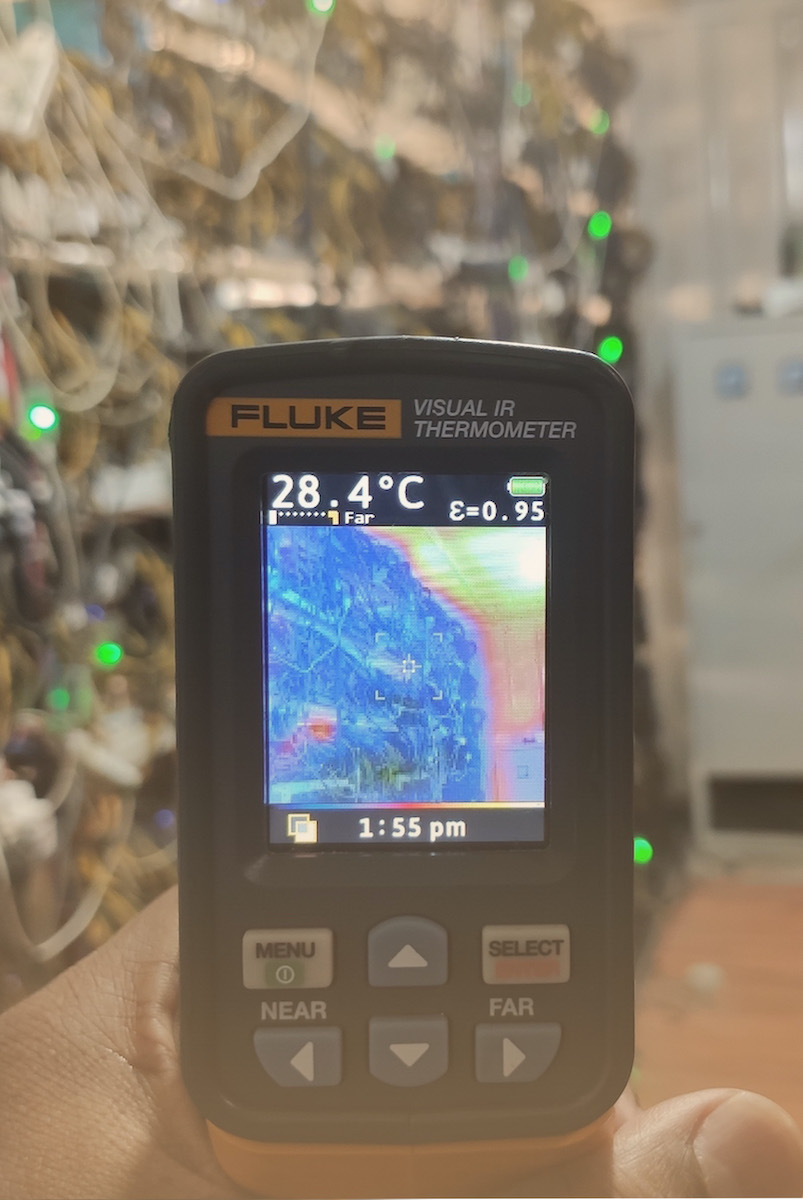 FLUKE
VISUAL IR
THERMOMETER
28.4°C
Far
ε=0.95
1:55 pm
MENU
SELECT
NEAR
FAR